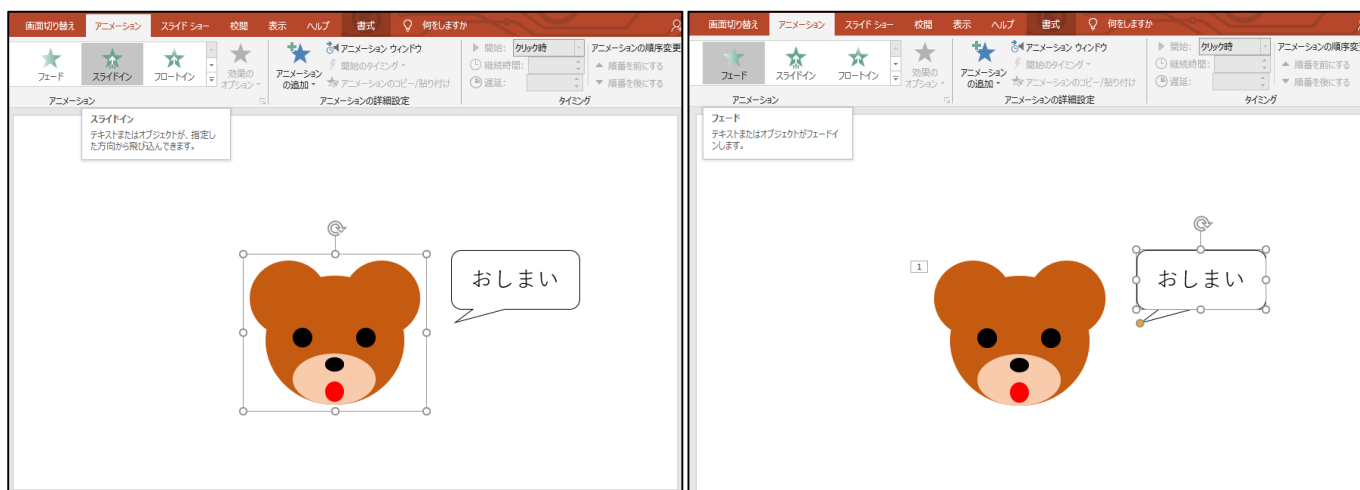 画面切り替え アニメーション スライド ショー 校閲 表示 ヘルプ 書式 何をしますか
フェード スライドイン フロートイン 効果の オプション アニメーション の追加 アニメーション ウィンドウ 開始のタイミング アニメーションのコピー/貼り付け 開始: クリック時 継続時間: 遅延: アニメーションの順序変更 順番を前にする 順番を後にする
アニメーション アニメーションの詳細設定 タイミング
スライドイン
テキストまたはオブジェクトが、指定し
た方向から飛び込んできます。
おしまい
画面切り替え アニメーション スライド ショー 校閲 表示 ヘルプ 書式 何をしますか
フェード スライドイン フロートイン 効果の オプション アニメーション の追加 アニメーション ウィンドウ 開始のタイミング アニメーションのコピー/貼り付け 開始: クリック時 継続時間: 遅延: アニメーションの順序変更 順番を前にする 順番を後にする
アニメーション アニメーションの詳細設定 タイミング
フェード
テキストまたはオブジェクトがフェードイ
ンします。
1
おしまい